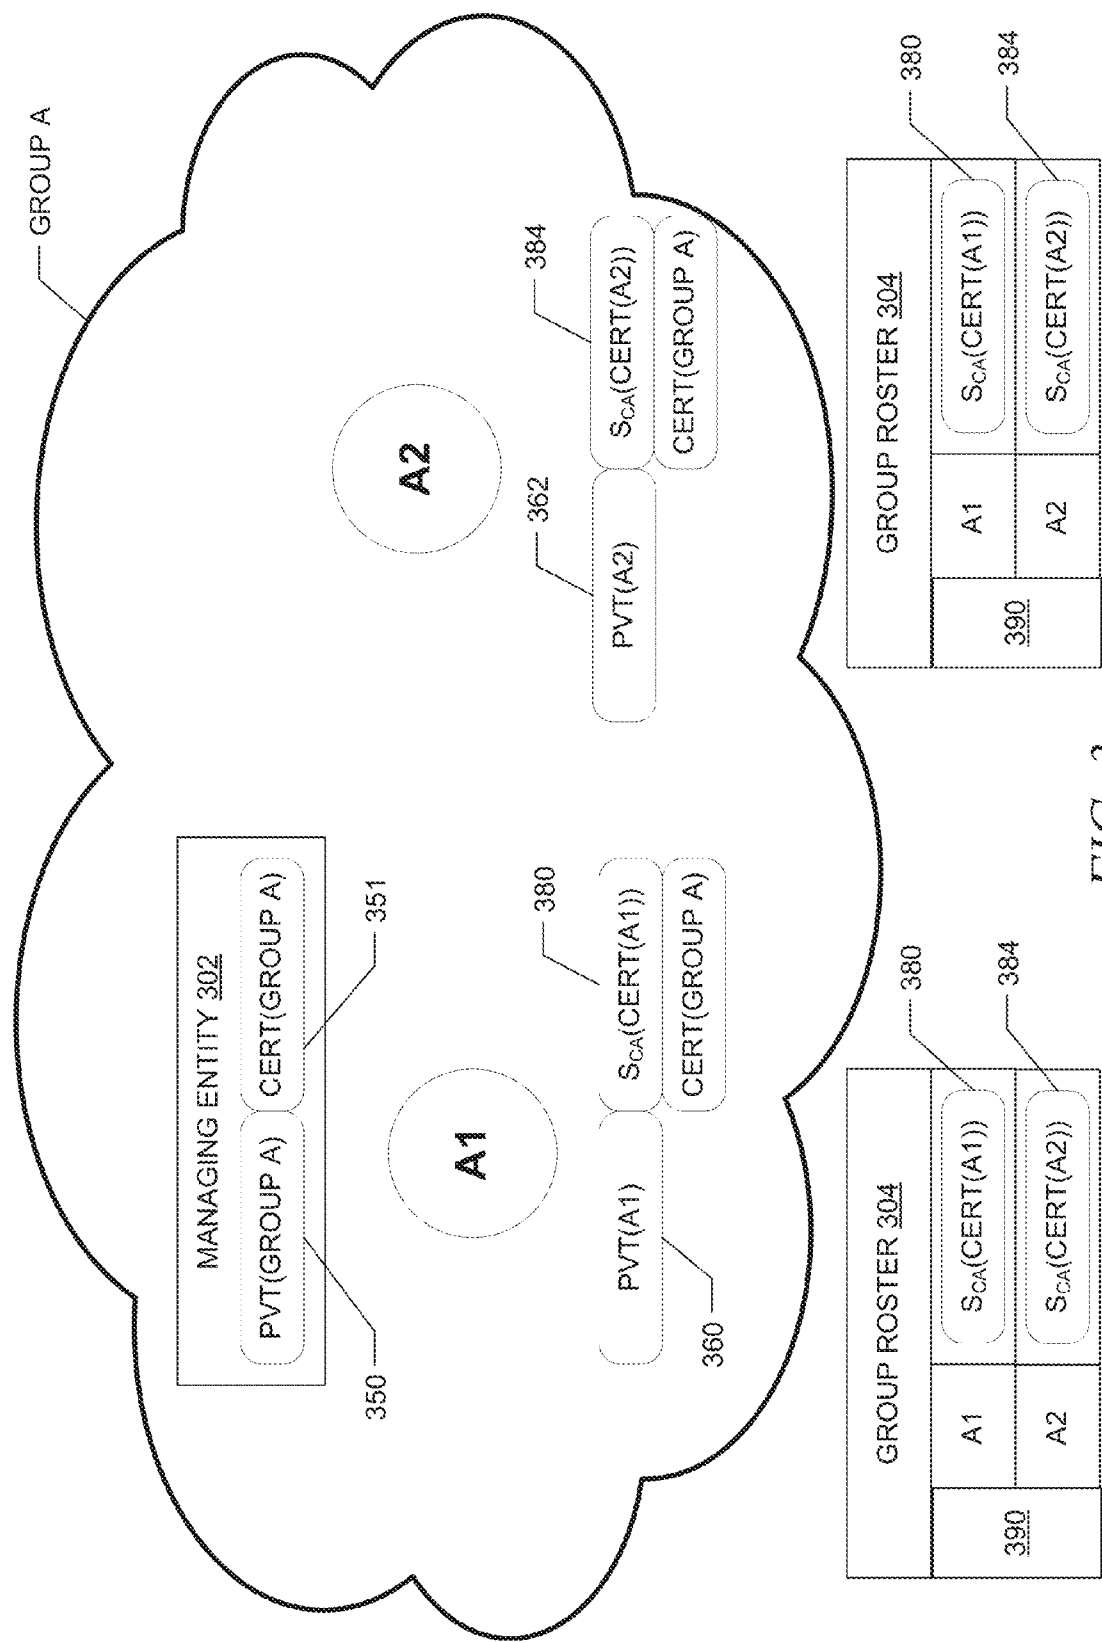 GROUP A
MANAGING ENTITY 302
PVT(GROUP A)
CERT(GROUP A)
350
351
A1
A2
PVT(A1)
SCA(CERT(A1))
CERT(GROUP A)
360
380
362
384
PVT(A2)
SCA(CERT(A2))
CERT(GROUP A)
GROUP ROSTER 304
390
A1
SCA(CERT(A1))
380
A2
SCA(CERT(A2))
384
GROUP ROSTER 304
390
A1
SCA(CERT(A1))
380
A2
SCA(CERT(A2))
384